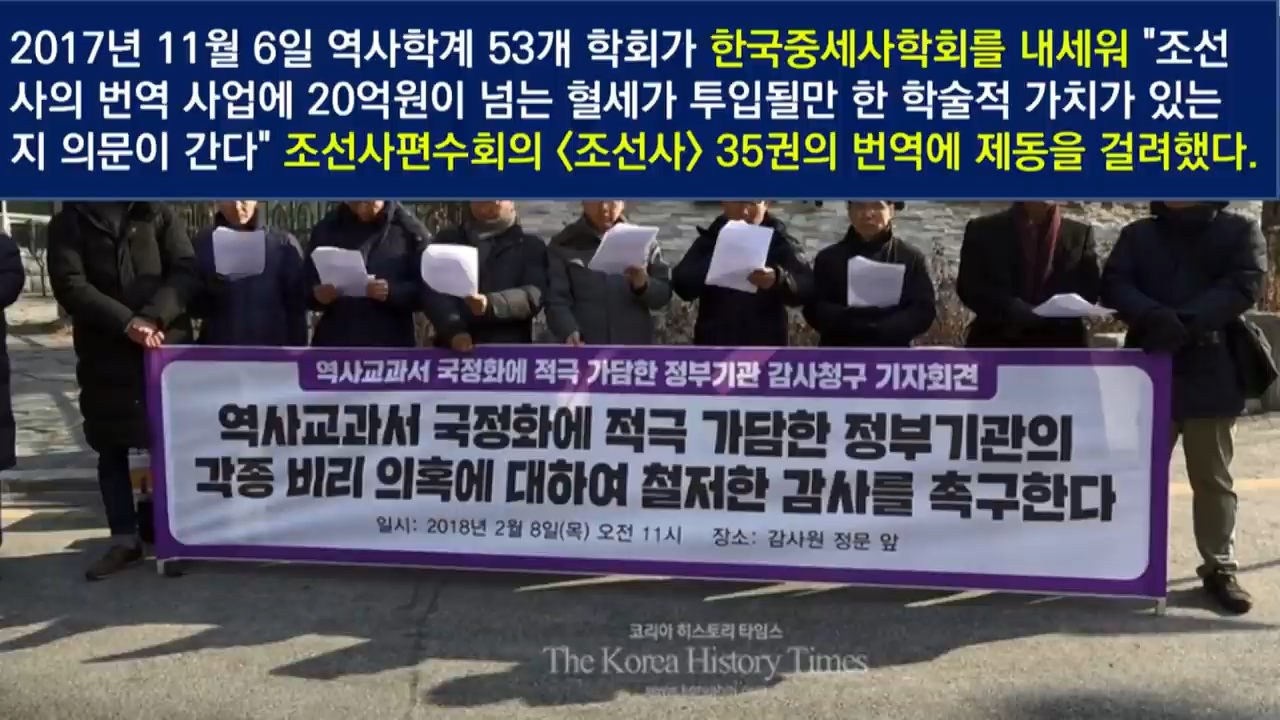 2017년 11월 6일 역사학계 53개 학회가 한국중세사학회를 내세워 "조선
사의 번역 사업에 20억원이 넘는 혈세가 투입될만 한 학술적 가치가 있는
지 의문이 간다" 조선사편수회의 〈조선사〉 35권의 번역에 제동을 걸려했다.
역사교과서 국정화에 적극 가담한 정부기관 감사청구 기자회견
역사교과서 국정화에 적극 가담한 정부기관의
각종 비리 의혹에 대하여 철저한 감사를 촉구한다
일시: 2018년 2월 8일(목) 오전 11시 장소: 감사원 정문 앞
코리아 히스토리 타임스
The Korea History Times